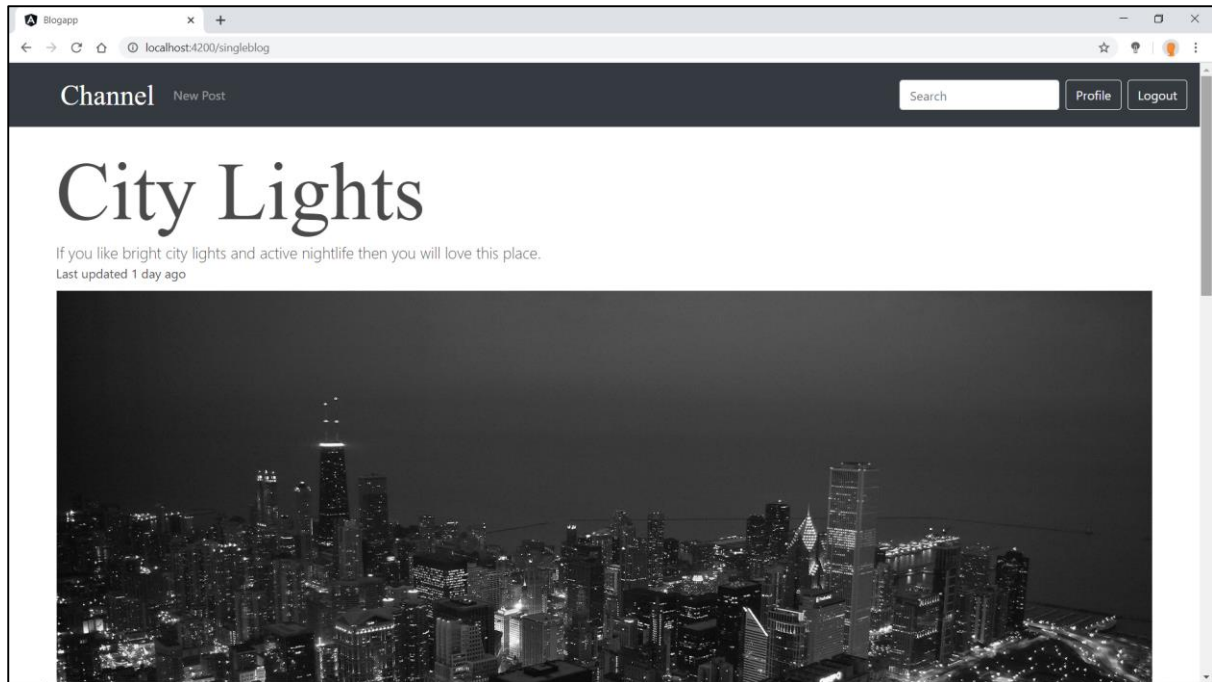 Blogapp
localhost:4200/singleblog
Channel New Post Search Profile Logout
City Lights
If you like bright city lights and active nightlife then you will love this place.
Last updated 1 day ago